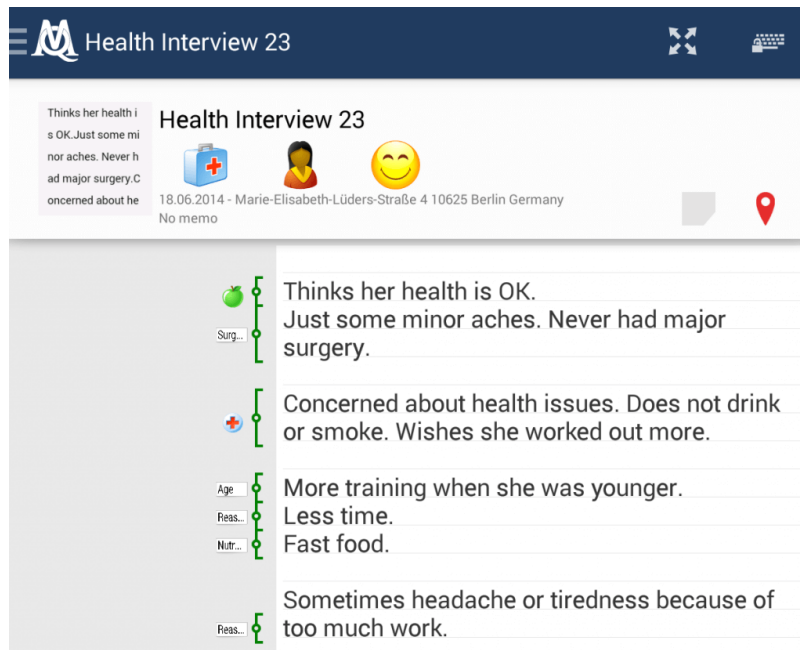 Health Interview 23
Thinks her health i
s OK.Just some mi
nor aches. Never h
ad major surgery.C
oncerned about he
Health Interview 23
18.06.2014 - Marie-Elisabeth-Lüders-Straße 4 10625 Berlin Germany
No memo
Thinks her health is OK.
Surg...
Just some minor aches. Never had major
surgery.
Concerned about health issues. Does not drink
or smoke. Wishes she worked out more.
Age
More training when she was younger.
Reas...
Less time.
Nutr...
Fast food.
Sometimes headache or tiredness because of
Reas...
too much work.